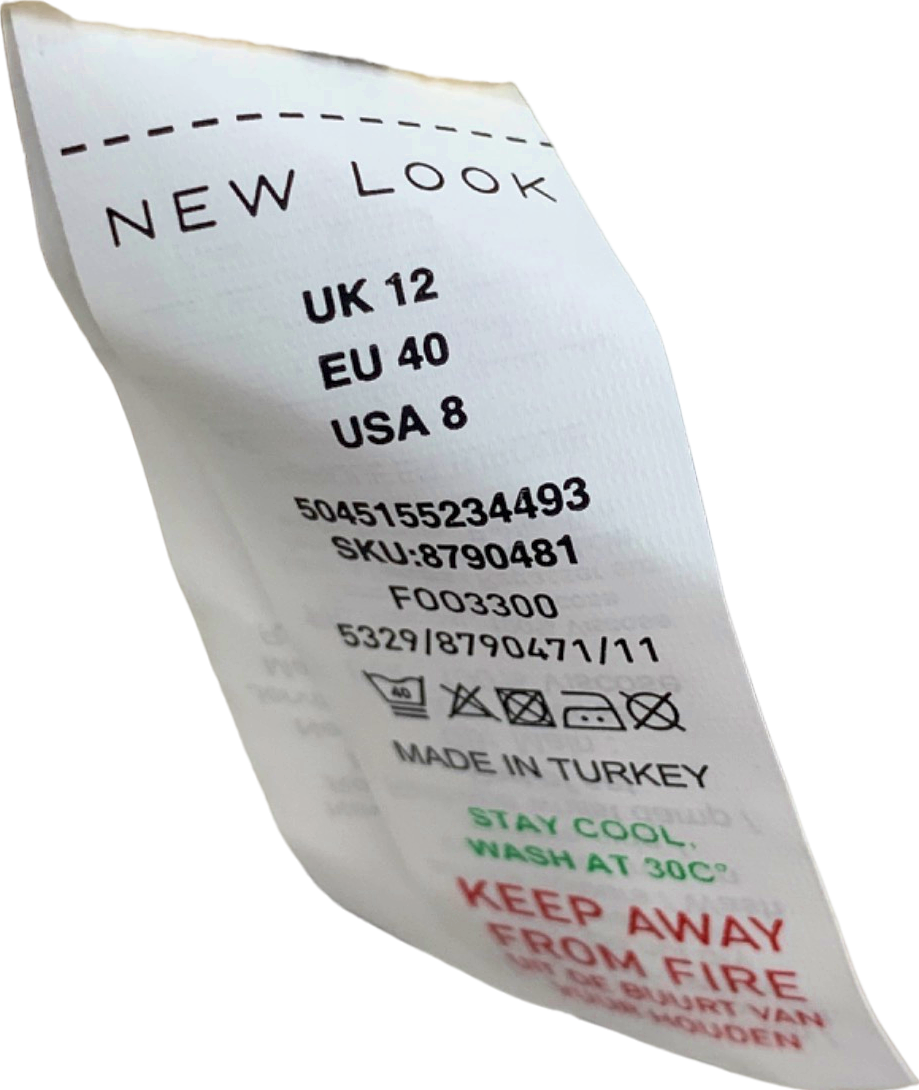 NEW LOOK
UK 12
EU 40
USA 8
5045155234493
SKU:8790481
F003300
5329/8790471/11
40
MADE IN TURKEY
STAY COOL,
WASH AT 30C°
KEEP AWAY
FROM FIRE
UIT DE BUURT VAN
VUUR HOUDEN